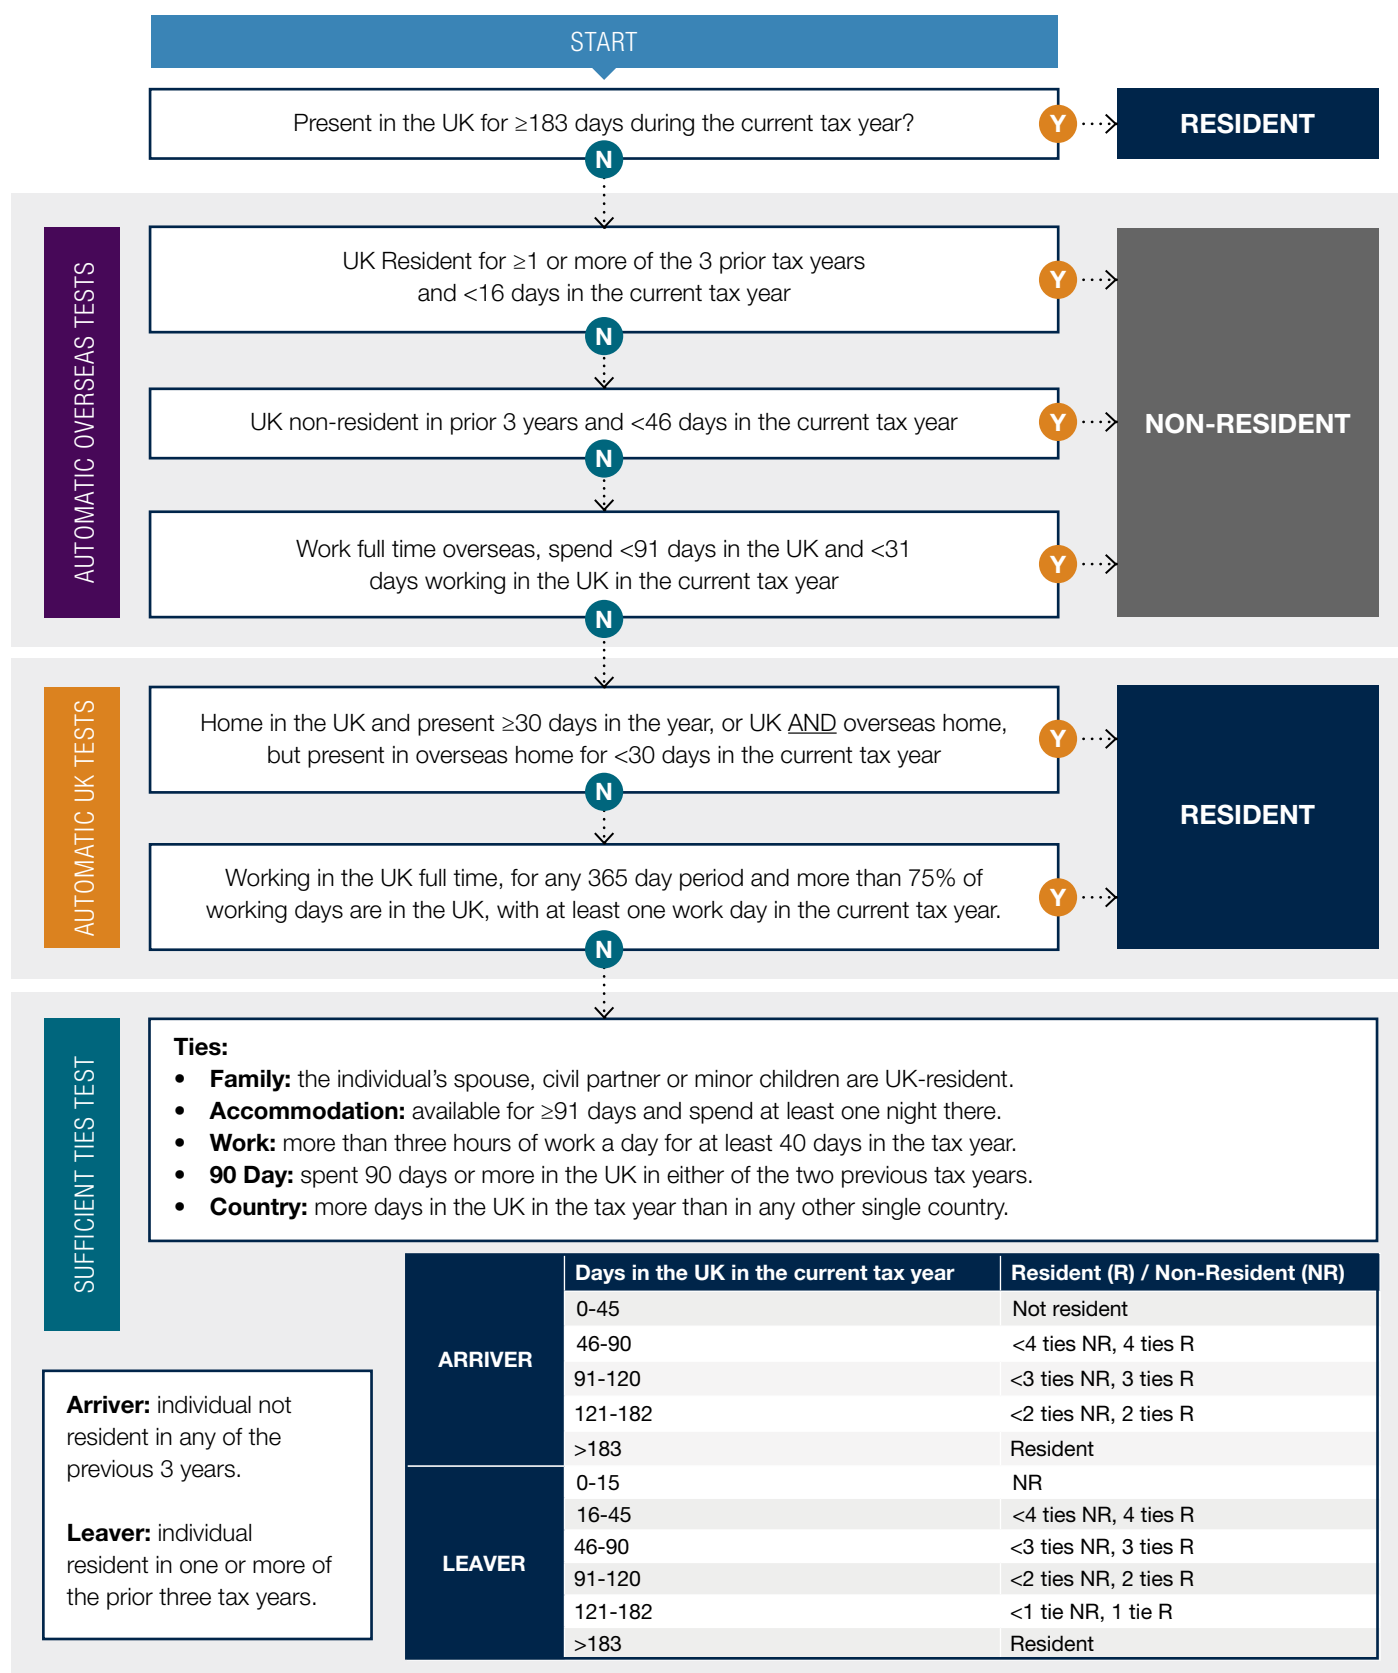 START
Present in the UK for ≥183 days during the current tax year?
Y
RESIDENT
N
AUTOMATIC OVERSEAS TESTS
UK Resident for ≥1 or more of the 3 prior tax years
and <16 days in the current tax year
Y
N
UK non-resident in prior 3 years and <46 days in the current tax year
Y
NON-RESIDENT
N
Work full time overseas, spend <91 days in the UK and <31
days working in the UK in the current tax year
Y
N
AUTOMATIC UK TESTS
Home in the UK and present ≥30 days in the year, or UK AND overseas home,
but present in overseas home for <30 days in the current tax year
Y
N
RESIDENT
Working in the UK full time, for any 365 day period and more than 75% of
working days are in the UK, with at least one work day in the current tax year.
Y
N
SUFFICIENT TIES TEST
Ties:
• Family: the individual's spouse, civil partner or minor children are UK-resident.
• Accommodation: available for ≥91 days and spend at least one night there.
• Work: more than three hours of work a day for at least 40 days in the tax year.
• 90 Day: spent 90 days or more in the UK in either of the two previous tax years.
• Country: more days in the UK in the tax year than in any other single country.
Days in the UK in the current tax year Resident (R) / Non-Resident (NR)
ARRIVER
0-45 Not resident
46-90 <4 ties NR, 4 ties R
91-120 <3 ties NR, 3 ties R
121-182 <2 ties NR, 2 ties R
>183 Resident
LEAVER
0-15 NR
16-45 <4 ties NR, 4 ties R
46-90 <3 ties NR, 3 ties R
91-120 <2 ties NR, 2 ties R
121-182 <1 tie NR, 1 tie R
>183 Resident
Arriver: individual not
resident in any of the
previous 3 years.
Leaver: individual
resident in one or more of
the prior three tax years.